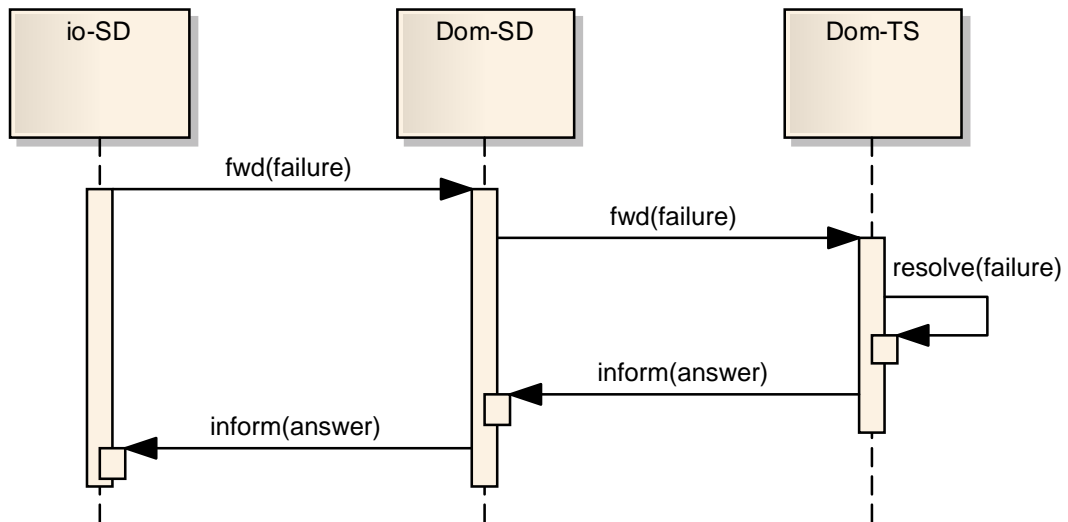 io-SD
Dom-SD
Dom-TS
fwd(failure)
fwd(failure)
resolve(failure)
inform(answer)
inform(answer)